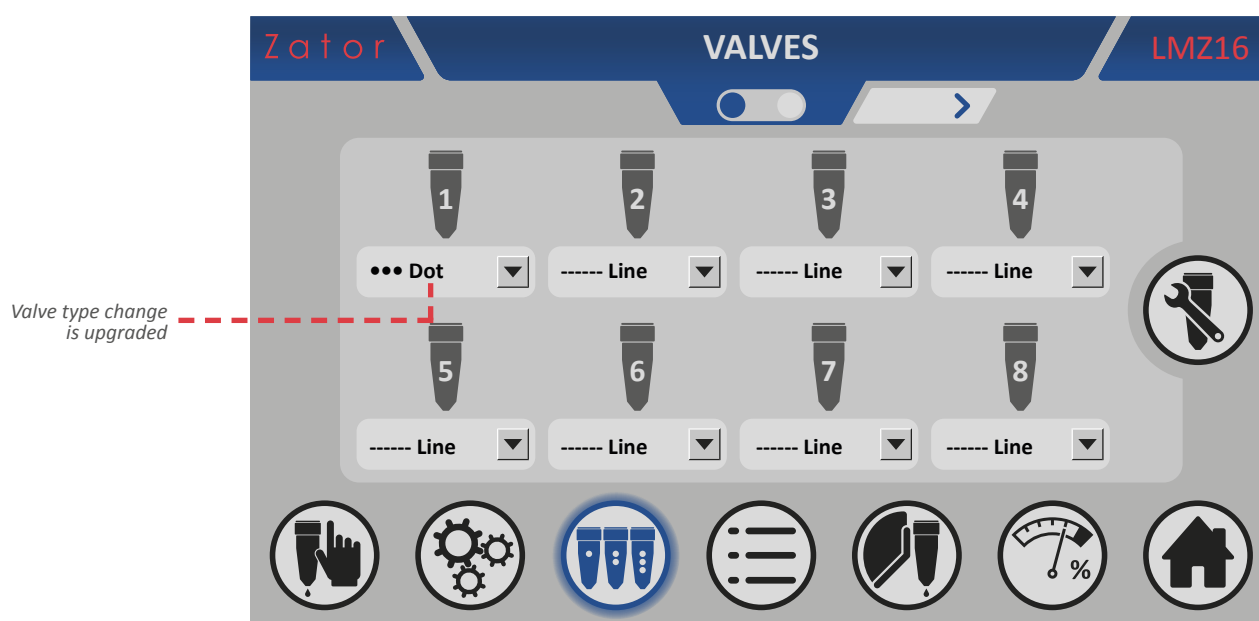 Zator
VALVES
LMZ16
1
2
3
4
••• Dot
------ Line
------ Line
------ Line
Valve type change
is upgraded
5
6
7
8
------ Line
------ Line
------ Line
------ Line
%